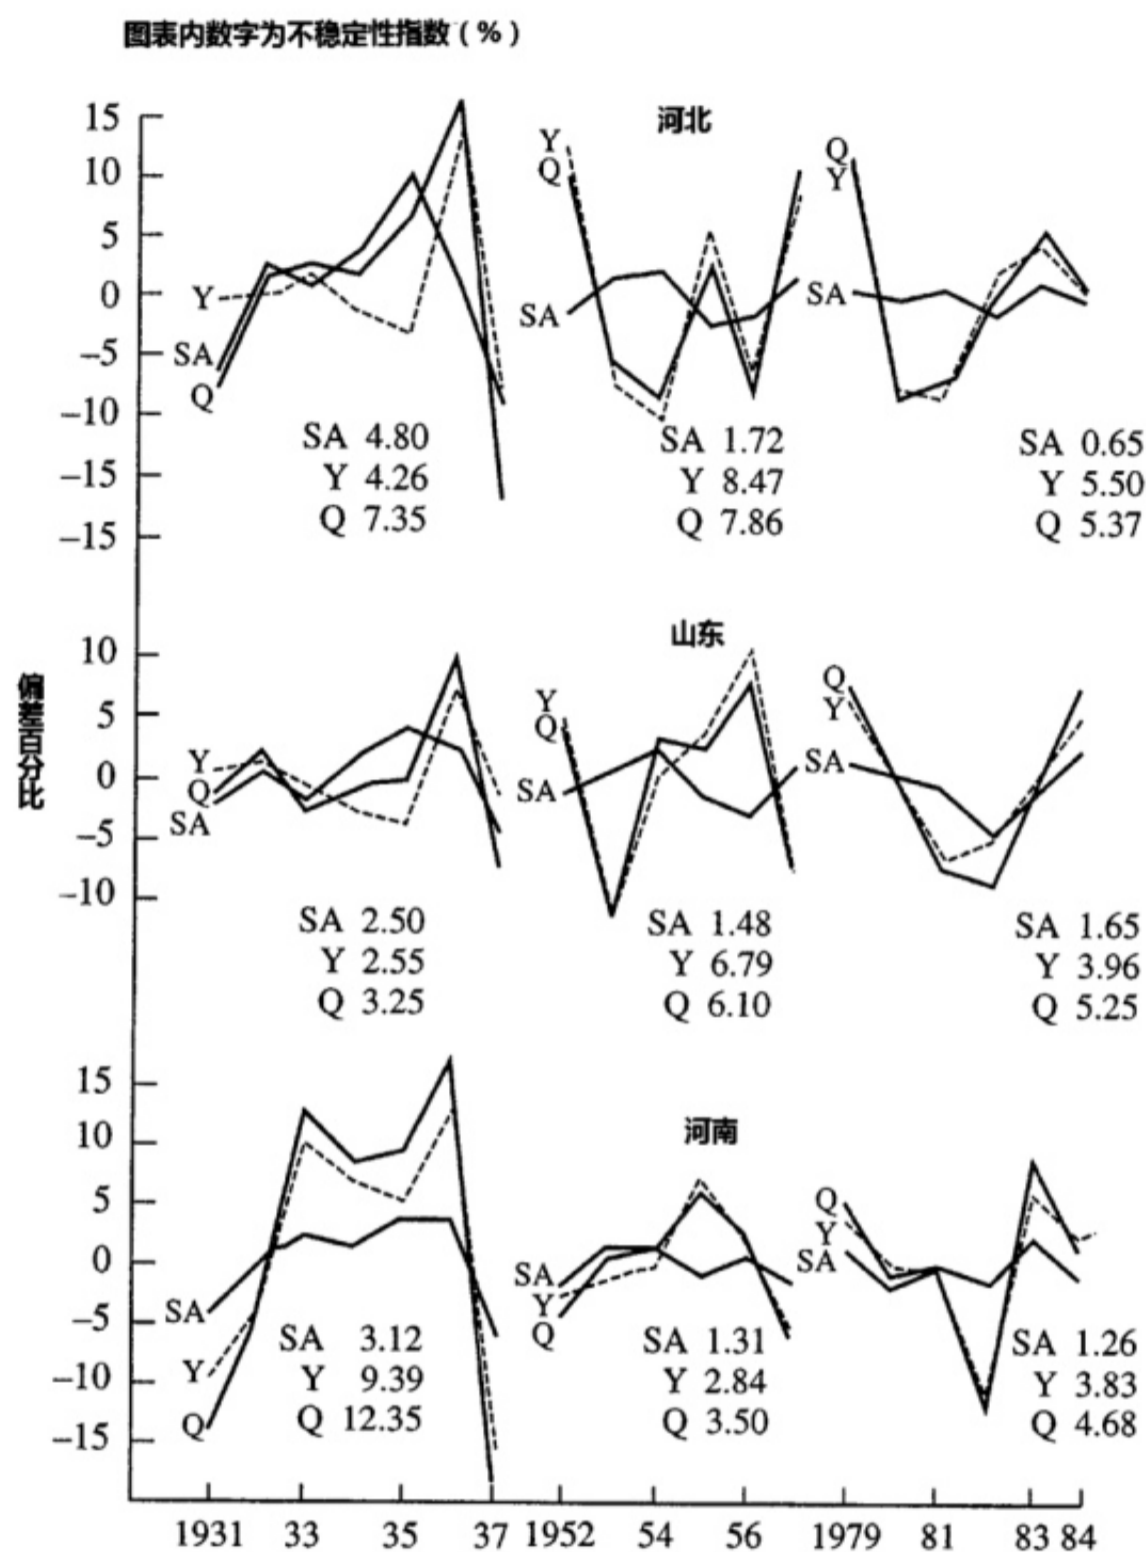 图表内数字为不稳定性指数(%)
偏差百分比
河北
15
10
5
0
−5
−10
−15
−15
Y
SA
Q
SA 4.80
Y 4.26
Q 7.35
Y
Q
SA
SA 1.72
Y 8.47
Q 7.86
Q
Y
SA
SA 0.65
Y 5.50
Q 5.37
山东
10
5
0
−5
−10
Y
Q
SA
SA 2.50
Y 2.55
Q 3.25
Y
Q
SA
SA 1.48
Y 6.79
Q 6.10
Q
Y
SA
SA 1.65
Y 3.96
Q 5.25
河南
15
10
5
0
−5
−10
−15
SA
Y
Q
SA 3.12
Y 9.39
Q 12.35
SA
Y
Q
SA 1.31
Y 2.84
Q 3.50
Q
Y
SA
SA 1.26
Y 3.83
Q 4.68
1931 33 35 37 1952 54 56 1979 81 83 84